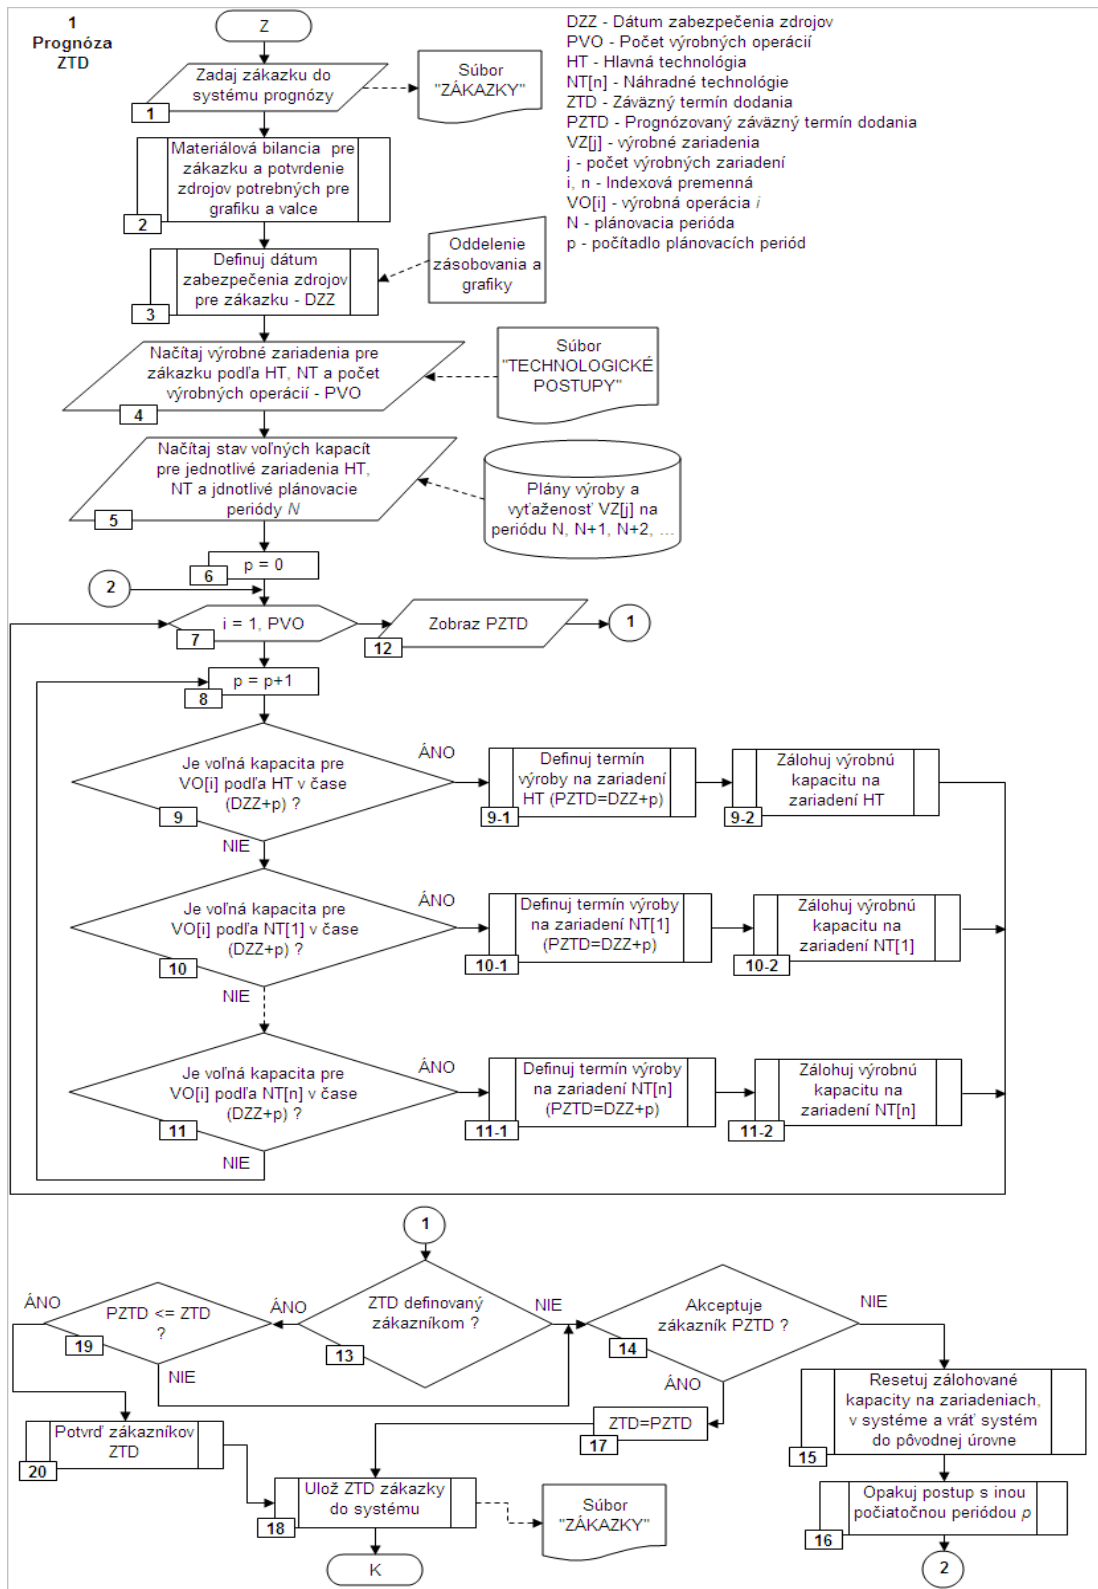 1
Prognóza
ZTD
Z
DZZ - Dátum zabezpečenia zdrojov
PVO - Počet výrobných operácií
HT - Hlavná technológia
NT[n] - Náhradné technológie
ZTD - Záväzný termín dodania
PZTD - Prognózovaný záväzný termín dodania
VZ[j] - výrobné zariadenia
j - počet výrobných zariadení
i, n - Indexová premenná
VO[i] - výrobná operácia i
N - plánovacia perióda
p - počítadlo plánovacích periód
Zadaj zákazku do
systému prognózy
1
Súbor
"ZÁKAZKY"
Materiálová bilancia pre
zákazku a potvrdenie
zdrojov potrebných pre
grafiku a valce
2
Definuj dátum
zabezpečenia zdrojov
pre zákazku - DZZ
3
Oddelenie
zásobovania a
grafiky
Načítaj výrobné zariadenia pre
zákazku podľa HT, NT a počet
výrobných operácií - PVO
4
Súbor
"TECHNOLOGICKÉ
POSTUPY"
Načítaj stav voľných kapacít
pre jednotlivé zariadenia HT,
NT a jdnotlivé plánovacie
periódy N
5
Plány výroby a
vyťaženosť VZ[j] na
periódu N, N+1, N+2, ...
p = 0
6
2
i = 1, PVO
7
Zobraz PZTD
12
1
p = p+1
8
Je voľná kapacita pre
VO[i] podľa HT v čase
(DZZ+p) ?
9
ÁNO
NIE
Definuj termín
výroby na zariadení
HT (PZTD=DZZ+p)
9-1
Zálohuj výrobnú
kapacitu na
zariadení HT
9-2
Je voľná kapacita pre
VO[i] podľa NT[1] v čase
(DZZ+p) ?
10
ÁNO
NIE
Definuj termín výroby
na zariadení NT[1]
(PZTD=DZZ+p)
10-1
Zálohuj výrobnú
kapacitu na
zariadení NT[1]
10-2
Je voľná kapacita pre
VO[i] podľa NT[n] v čase
(DZZ+p) ?
11
ÁNO
NIE
Definuj termín výroby
na zariadení NT[n]
(PZTD=DZZ+p)
11-1
Zálohuj výrobnú
kapacitu na
zariadení NT[n]
11-2
1
ZTD definovaný
zákazníkom ?
13
ÁNO
NIE
PZTD <= ZTD
?
19
ÁNO
NIE
Akceptuje
zákazník PZTD ?
14
NIE
ÁNO
Resetuj zálohované
kapacity na zariadeniach,
v systéme a vráť systém
do pôvodnej úrovne
15
ZTD=PZTD
17
Potvrď zákazníkov
ZTD
20
Ulož ZTD zákazky
do systému
18
Súbor
"ZÁKAZKY"
Opakuj postup s inou
počiatočnou periódou p
16
K
2